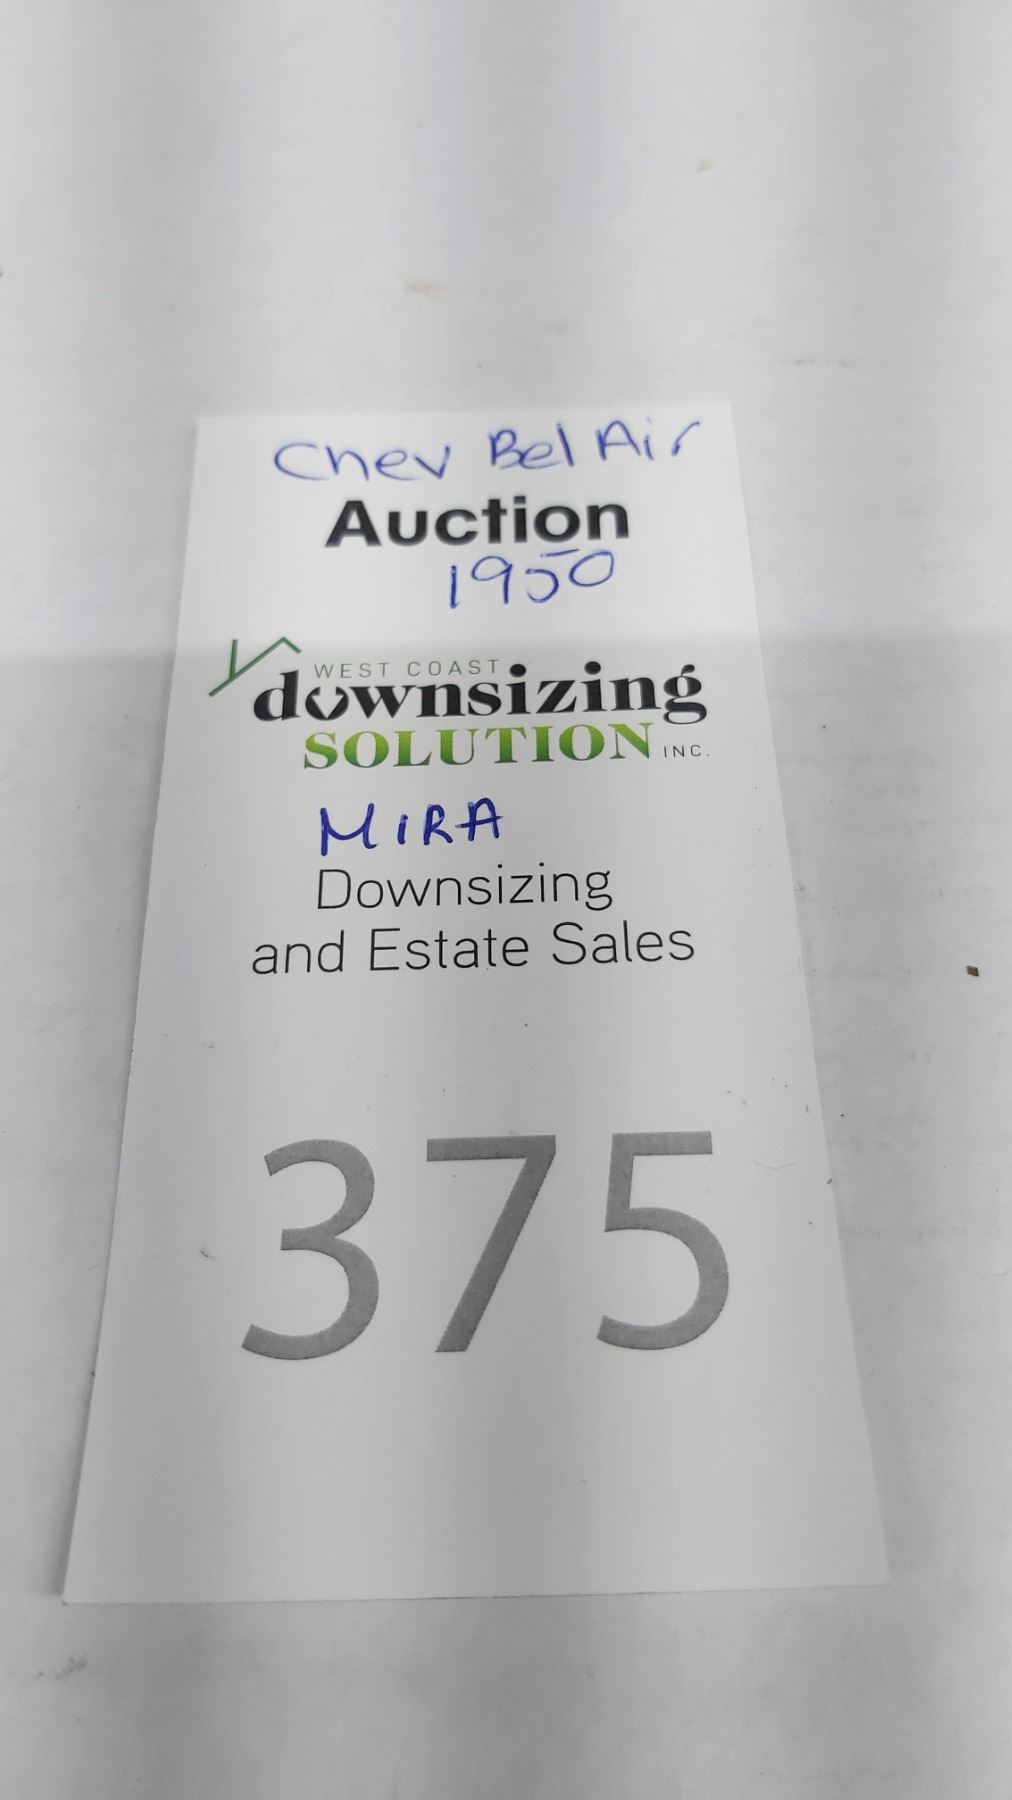 Chev Bel Air
Auction
1950
WEST COAST
downsizing
SOLUTION INC.
MIRA
Downsizing
and Estate Sales
375